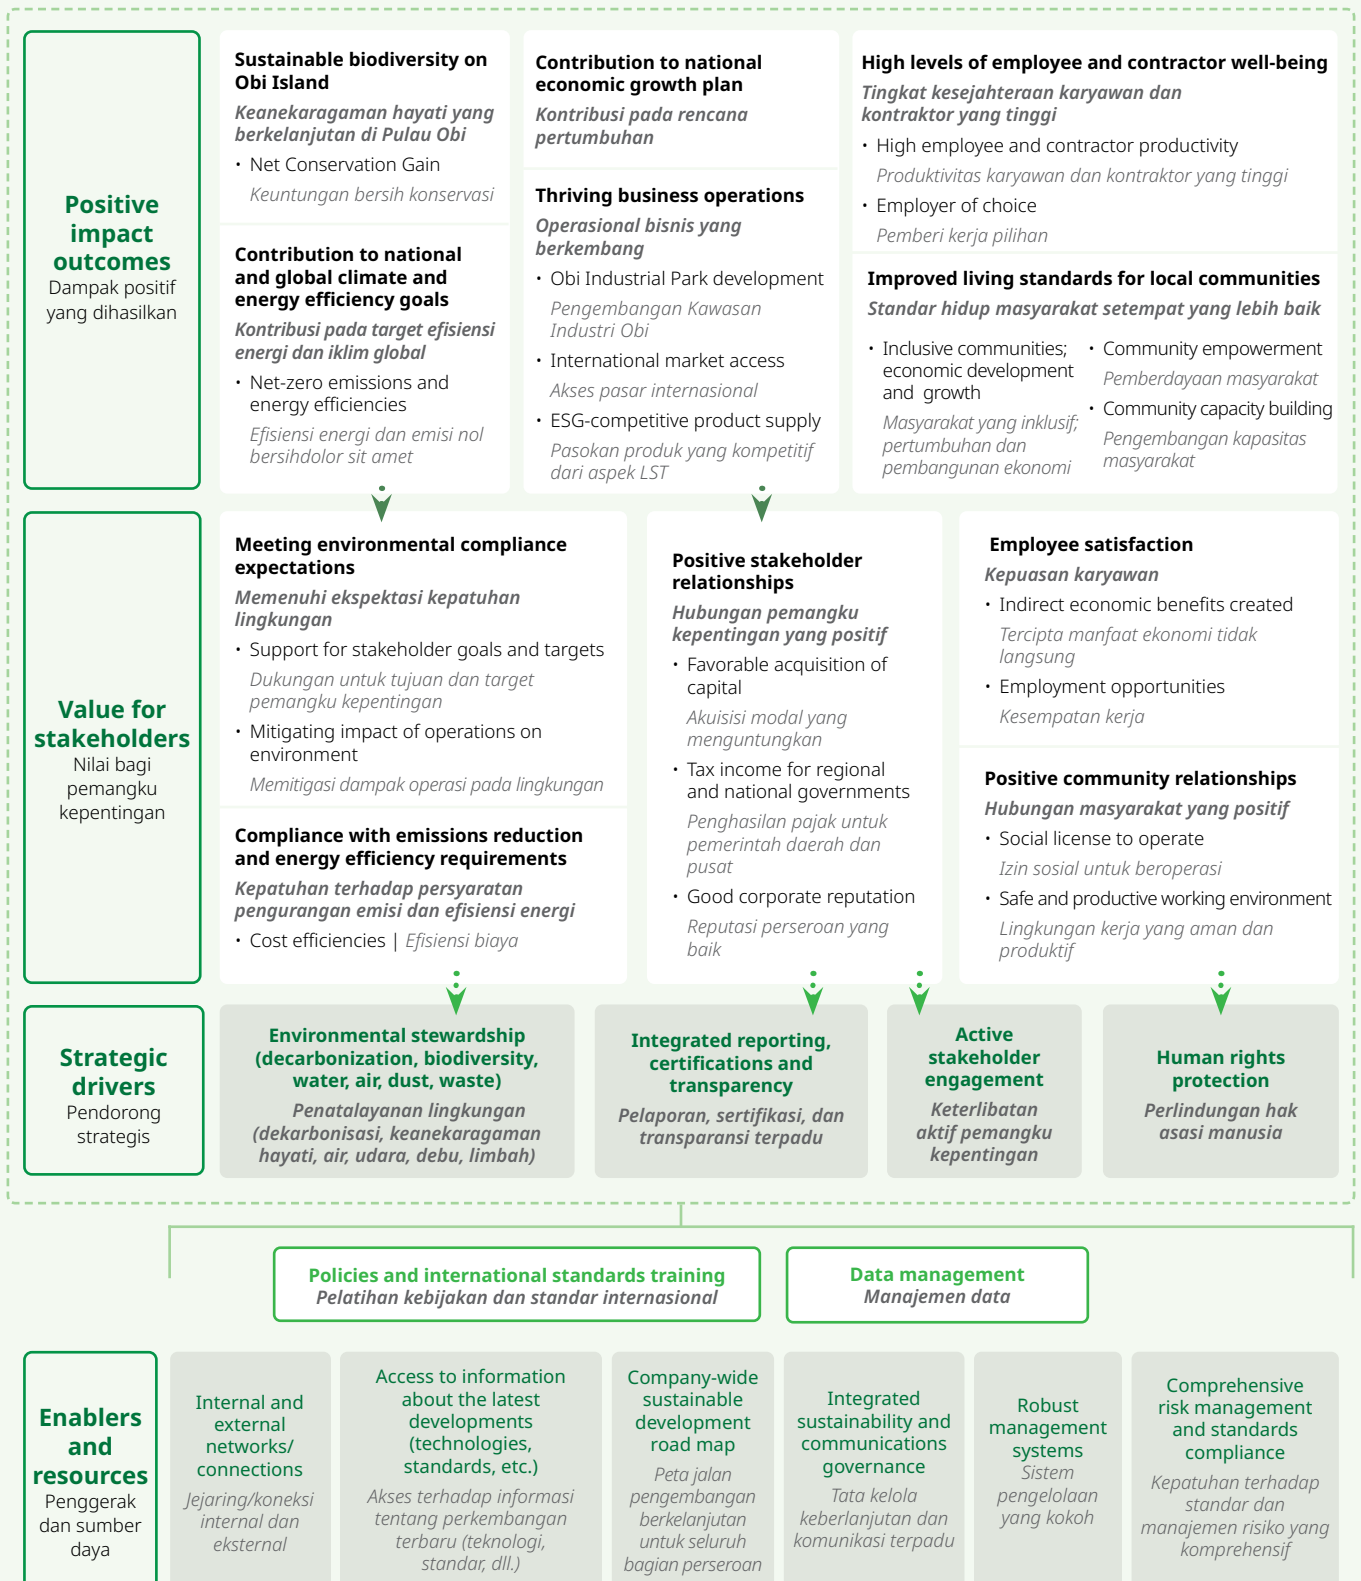 Positive
impact
outcomes
Dampak positif
yang dihasilkan
Sustainable biodiversity on
Obi Island
Keanekaragaman hayati yang
berkelanjutan di Pulau Obi
• Net Conservation Gain
Keuntungan bersih konservasi
Contribution to national
and global climate and
energy efficiency goals
Kontribusi pada target efisiensi
energi dan iklim global
• Net-zero emissions and
energy efficiencies
Efisiensi energi dan emisi nol
bersihdolor sit amet
Contribution to national
economic growth plan
Kontribusi pada rencana
pertumbuhan
Thriving business operations
Operasional bisnis yang
berkembang
• Obi Industrial Park development
Pengembangan Kawasan
Industri Obi
• International market access
Akses pasar internasional
• ESG-competitive product supply
Pasokan produk yang kompetitif
dari aspek LST
High levels of employee and contractor well-being
Tingkat kesejahteraan karyawan dan
kontraktor yang tinggi
• High employee and contractor productivity
Produktivitas karyawan dan kontraktor yang tinggi
• Employer of choice
Pemberi kerja pilihan
Improved living standards for local communities
Standar hidup masyarakat setempat yang lebih baik
• Inclusive communities;
economic development
and growth
Masyarakat yang inklusif;
pertumbuhan dan
pembangunan ekonomi
• Community empowerment
Pemberdayaan masyarakat
• Community capacity building
Pengembangan kapasitas
masyarakat
Value for
stakeholders
Nilai bagi
pemangku
kepentingan
Meeting environmental compliance
expectations
Memenuhi ekspektasi kepatuhan
lingkungan
• Support for stakeholder goals and targets
Dukungan untuk tujuan dan target
pemangku kepentingan
• Mitigating impact of operations on
environment
Memitigasi dampak operasi pada lingkungan
Compliance with emissions reduction
and energy efficiency requirements
Kepatuhan terhadap persyaratan
pengurangan emisi dan efisiensi energi
• Cost efficiencies | Efisiensi biaya
Positive stakeholder
relationships
Hubungan pemangku
kepentingan yang positif
• Favorable acquisition of
capital
Akuisisi modal yang
menguntungkan
• Tax income for regional
and national governments
Penghasilan pajak untuk
pemerintah daerah dan
pusat
• Good corporate reputation
Reputasi perseroan yang
baik
Employee satisfaction
Kepuasan karyawan
• Indirect economic benefits created
Tercipta manfaat ekonomi tidak
langsung
• Employment opportunities
Kesempatan kerja
Positive community relationships
Hubungan masyarakat yang positif
• Social license to operate
Izin sosial untuk beroperasi
• Safe and productive working environment
Lingkungan kerja yang aman dan
produktif
Strategic
drivers
Pendorong
strategis
Environmental stewardship
(decarbonization, biodiversity,
water, air, dust, waste)
Penatalayanan lingkungan
(dekarbonisasi, keanekaragaman
hayati, air, udara, debu, limbah)
Integrated reporting,
certifications and
transparency
Pelaporan, sertifikasi, dan
transparansi terpadu
Active
stakeholder
engagement
Keterlibatan
aktif pemangku
kepentingan
Human rights
protection
Perlindungan hak
asasi manusia
Policies and international standards training
Pelatihan kebijakan dan standar internasional
Data management
Manajemen data
Enablers
and
resources
Penggerak
dan sumber
daya
Internal and
external
networks/
connections
Jejaring/koneksi
internal dan
eksternal
Access to information
about the latest
developments
(technologies,
standards, etc.)
Akses terhadap informasi
tentang perkembangan
terbaru (teknologi,
standar, dll.)
Company-wide
sustainable
development
road map
Peta jalan
pengembangan
berkelanjutan
untuk seluruh
bagian perseroan
Integrated
sustainability and
communications
governance
Tata kelola
keberlanjutan dan
komunikasi terpadu
Robust
management
systems
Sistem
pengelolaan
yang kokoh
Comprehensive
risk management
and standards
compliance
Kepatuhan terhadap
standar dan
manajemen risiko yang
komprehensif